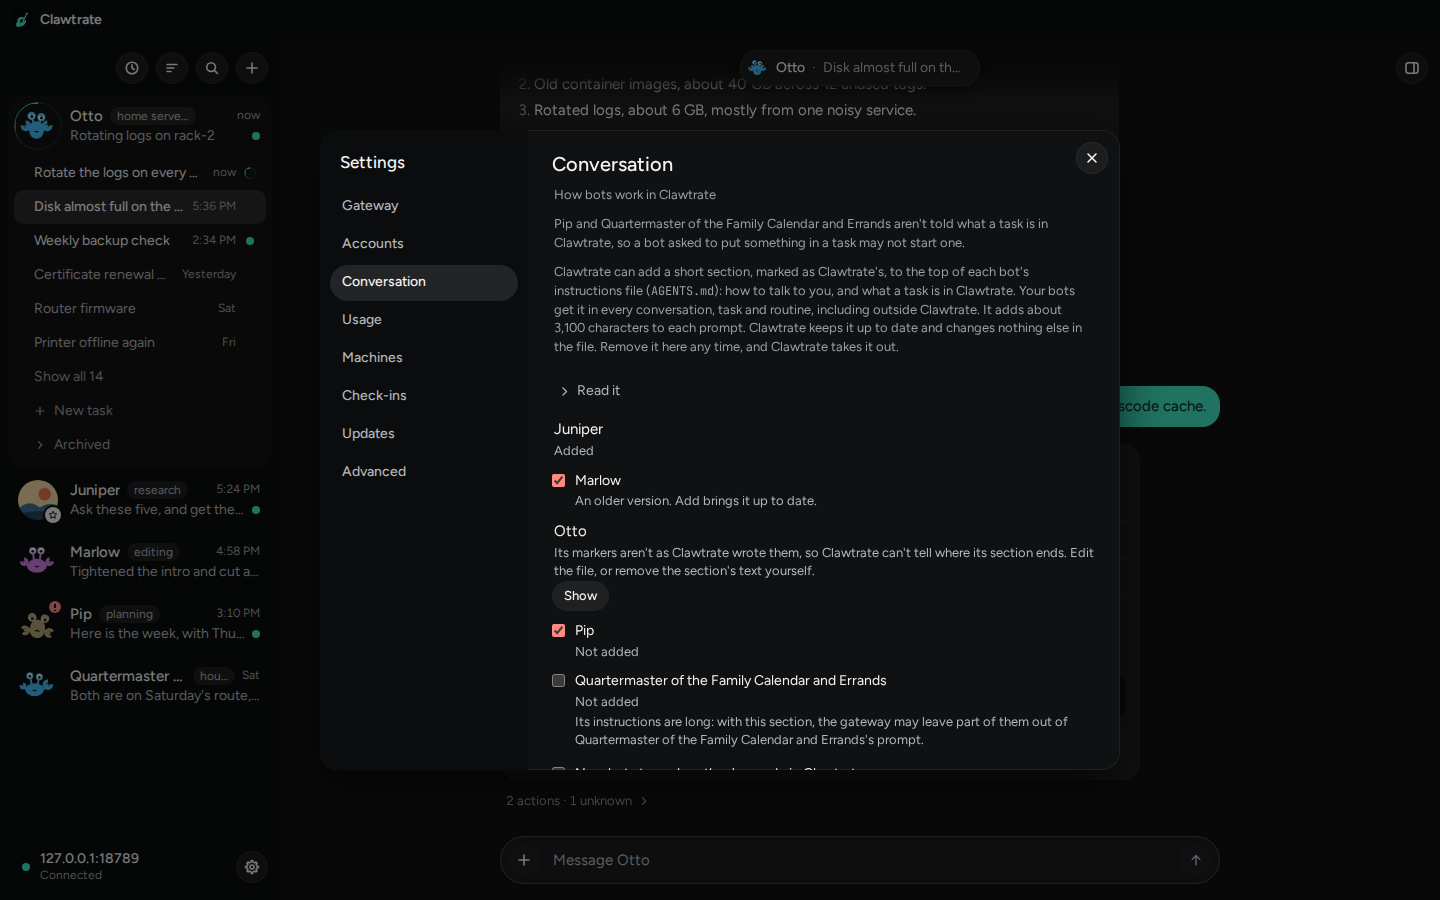 Clawtrate
Otto home serve... now
Rotating logs on rack-2
Rotate the logs on every ... now
Disk almost full on the ... 5:36 PM
Weekly backup check 2:34 PM
Certificate renewal ... Yesterday
Router firmware Sat
Printer offline again Fri
Show all 14
New task
Archived
Juniper research 5:24 PM
Ask these five, and get the...
Marlow editing 4:58 PM
Tightened the intro and cut a...
Pip planning 3:10 PM
Here is the week, with Thu...
Quartermaster ... hou... Sat
Both are on Saturday's route,...
127.0.0.1:18789
Connected
Otto · Disk almost full on th...
2. Old container images, about 40 GB across 12 unused tags.
3. Rotated logs, about 6 GB, mostly from one noisy service.
Settings
Gateway
Accounts
Conversation
Usage
Machines
Check-ins
Updates
Advanced
Conversation
How bots work in Clawtrate
Pip and Quartermaster of the Family Calendar and Errands aren't told what a task is in
Clawtrate, so a bot asked to put something in a task may not start one.
Clawtrate can add a short section, marked as Clawtrate's, to the top of each bot's
instructions file (AGENTS.md): how to talk to you, and what a task is in Clawtrate. Your bots
get it in every conversation, task and routine, including outside Clawtrate. It adds about
3,100 characters to each prompt. Clawtrate keeps it up to date and changes nothing else in
the file. Remove it here any time, and Clawtrate takes it out.
Read it
Juniper
Added
Marlow
An older version. Add brings it up to date.
Otto
Its markers aren't as Clawtrate wrote them, so Clawtrate can't tell where its section ends. Edit
the file, or remove the section's text yourself.
Show
Pip
Not added
Quartermaster of the Family Calendar and Errands
Not added
Its instructions are long: with this section, the gateway may leave part of them out of
Quartermaster of the Family Calendar and Errands's prompt.
scode cache.
2 actions · 1 unknown
Message Otto